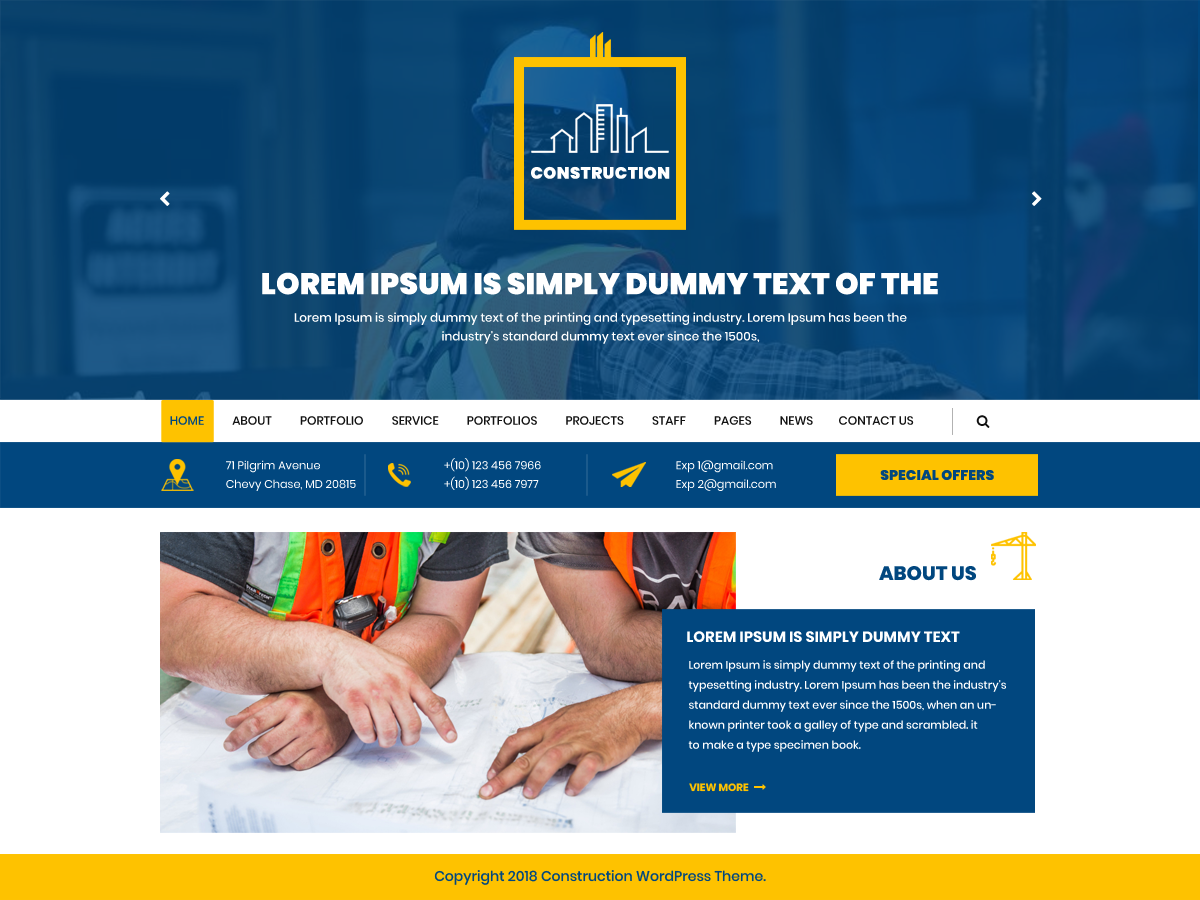 CONSTRUCTION
LOREM IPSUM IS SIMPLY DUMMY TEXT OF THE
Lorem Ipsum is simply dummy text of the printing and typesetting industry. Lorem Ipsum has been the
industry's standard dummy text ever since the 1500s,
HOME ABOUT PORTFOLIO SERVICE PORTFOLIOS PROJECTS STAFF PAGES NEWS CONTACT US
71 Pilgrim Avenue
Chevy Chase, MD 20815
+(10) 123 456 7966
+(10) 123 456 7977
Exp 1@gmail.com
Exp 2@gmail.com
SPECIAL OFFERS
ABOUT US
LOREM IPSUM IS SIMPLY DUMMY TEXT
Lorem Ipsum is simply dummy text of the printing and
typesetting industry. Lorem Ipsum has been the industry's
standard dummy text ever since the 1500s, when an un-
known printer took a galley of type and scrambled. it
to make a type specimen book.
VIEW MORE
Copyright 2018 Construction WordPress Theme.